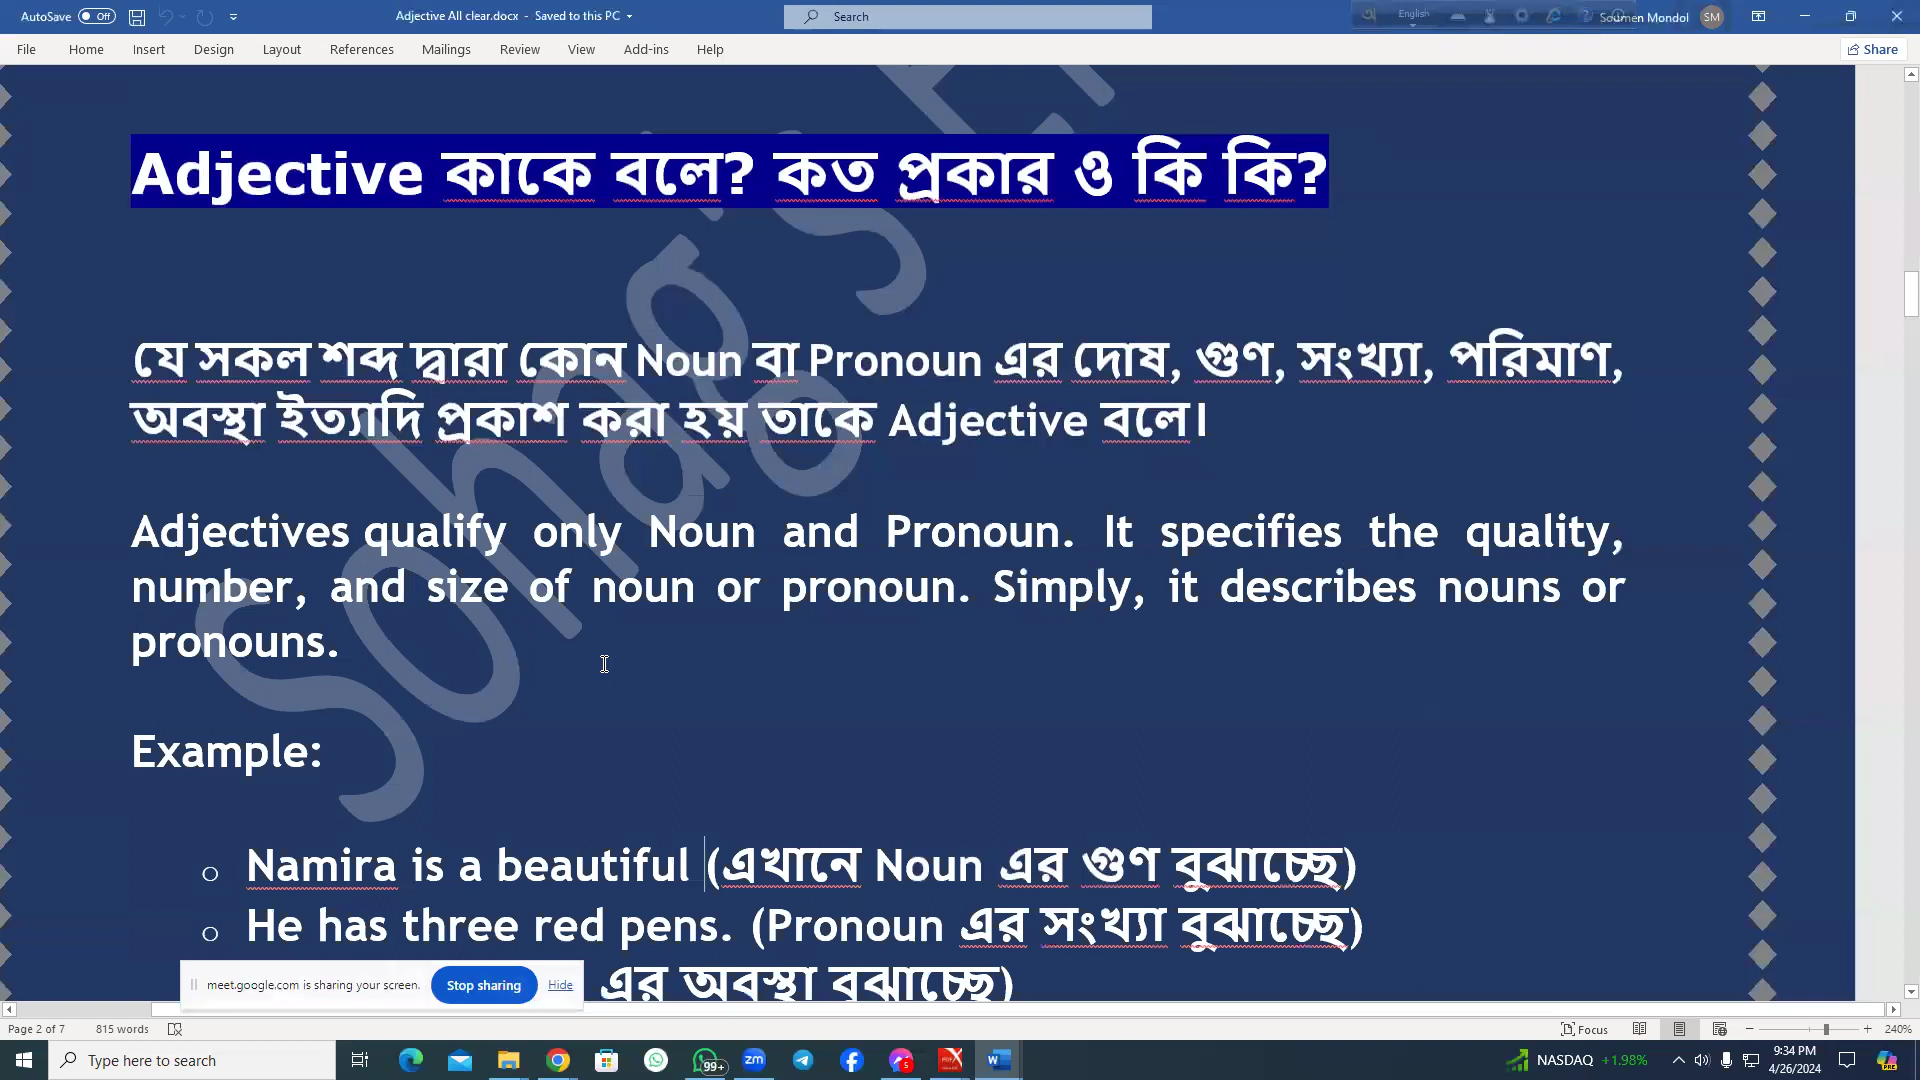 AutoSave Off Adjective All clear.docx - Saved to this PC Search English Soumen Mondol SM
File Home Insert Design Layout References Mailings Review View Add-ins Help Share
Adjective কাকে বলে? কত প্রকার ও কি কি?
যে সকল শব্দ দ্বারা কোন Noun বা Pronoun এর দোষ, গুণ, সংখ্যা, পরিমাণ,
অবস্থা ইত্যাদি প্রকাশ করা হয় তাকে Adjective বলে।
Adjectives qualify only Noun and Pronoun. It specifies the quality,
number, and size of noun or pronoun. Simply, it describes nouns or
pronouns.
Example:
o Namira is a beautiful (এখানে Noun এর গুণ বুঝাচ্ছে)
o He has three red pens. (Pronoun এর সংখ্যা বুঝাচ্ছে)
এর অবস্থা বুঝাচ্ছে)
meet.google.com is sharing your screen. Stop sharing Hide
Page 2 of 7 815 words Focus 240%
Type here to search 99+ zm 5 W NASDAQ +1.98% 9:34 PM
4/26/2024